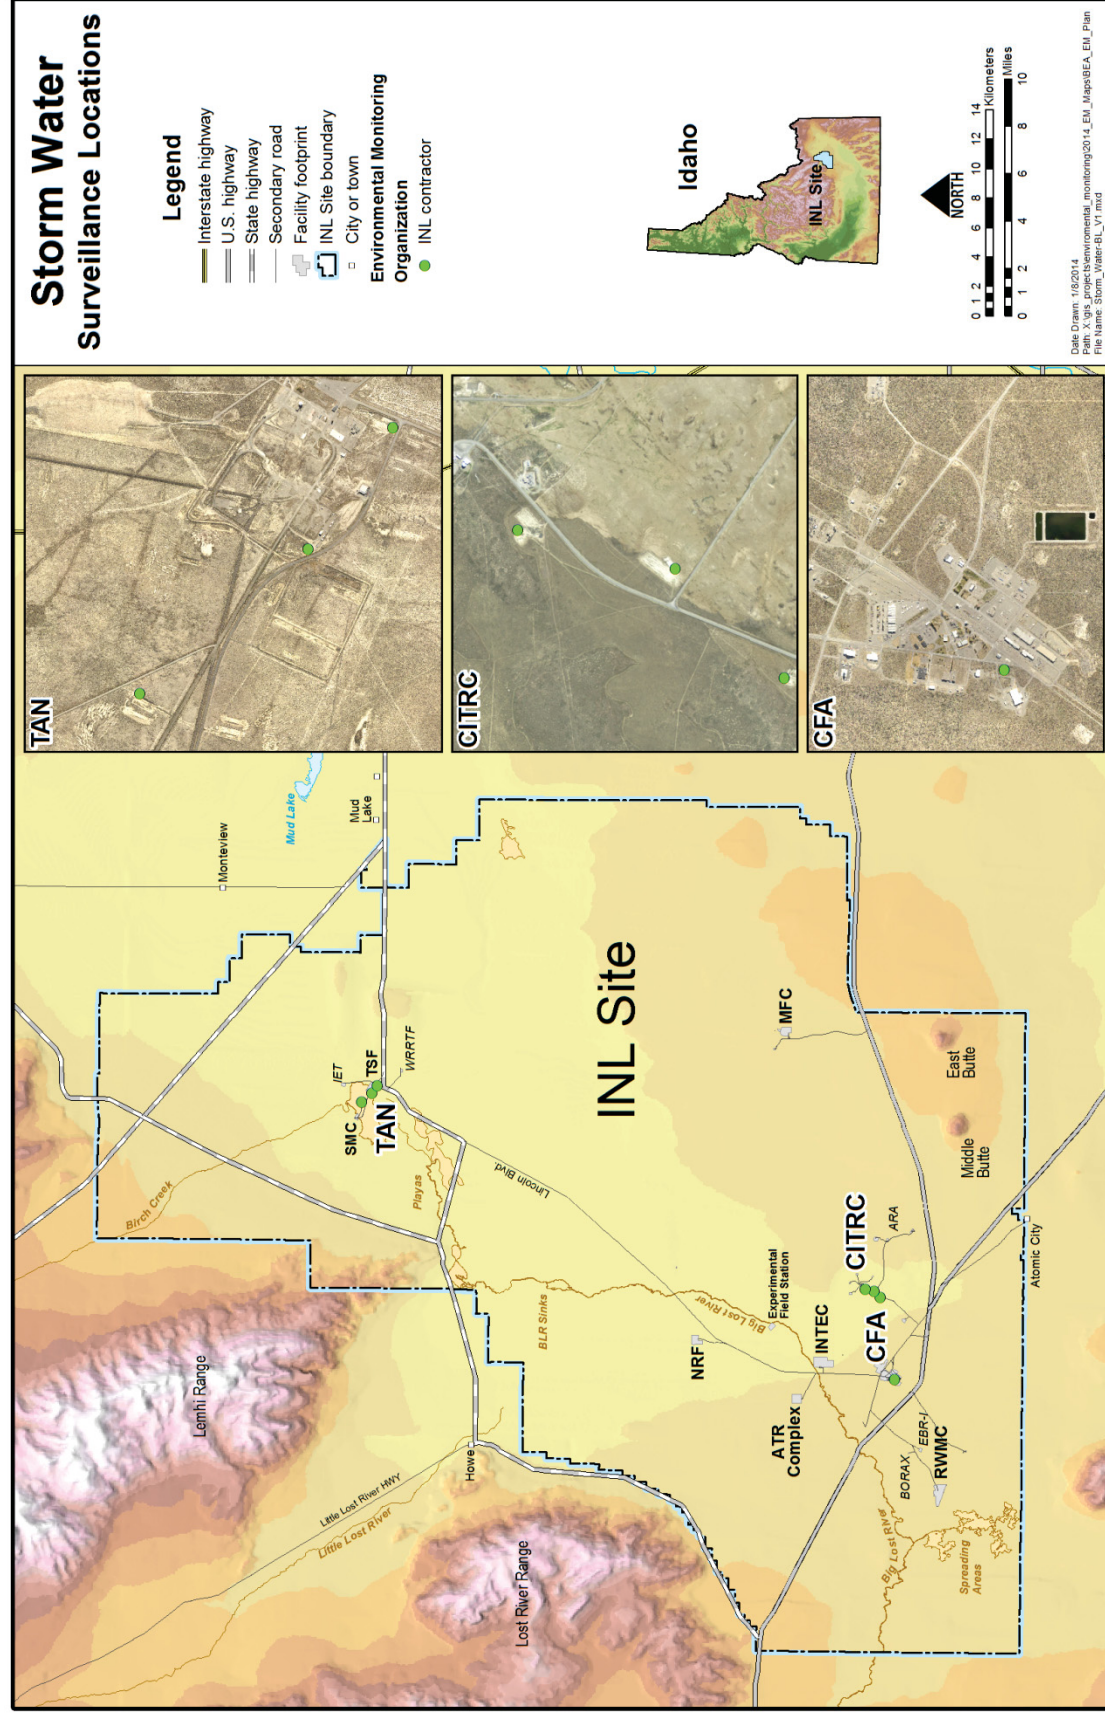 Storm Water
Surveillance Locations
Legend
Interstate highway
U.S. highway
State highway
Secondary road
Facility footprint
INL Site boundary
City or town
Environmental Monitoring
Organization
INL contractor
Idaho
INL Site
NORTH
0 1 2 4 6 8 10 12 14
Kilometers
Miles
0 1 2 4 6 8 10
Date Drawn: 1/8/2014
Path: X:\gis_projects\enviromental_monitoring\2014_EM_Maps\BEA_EM_Plan
File Name: Storm_Water-BL_V1.mxd
TAN
CITRC
CFA
Mud Lake
Mud
Lake
Monteview
Birch Creek
IET
SMC
TSF
TAN
WRRTF
Playas
Lincoln Blvd.
Lemhi Range
Little Lost River HWY
Little Lost River
Howe
BLR Sinks
Lost River Range
INL Site
Big Lost River
Experimental
Field Station
NRF
INTEC
ATR
Complex
MFC
CITRC
ARA
CFA
East
Butte
Middle
Butte
Atomic City
BORAX
EBR-I
RWMC
Big Lost River
Spreading
Areas